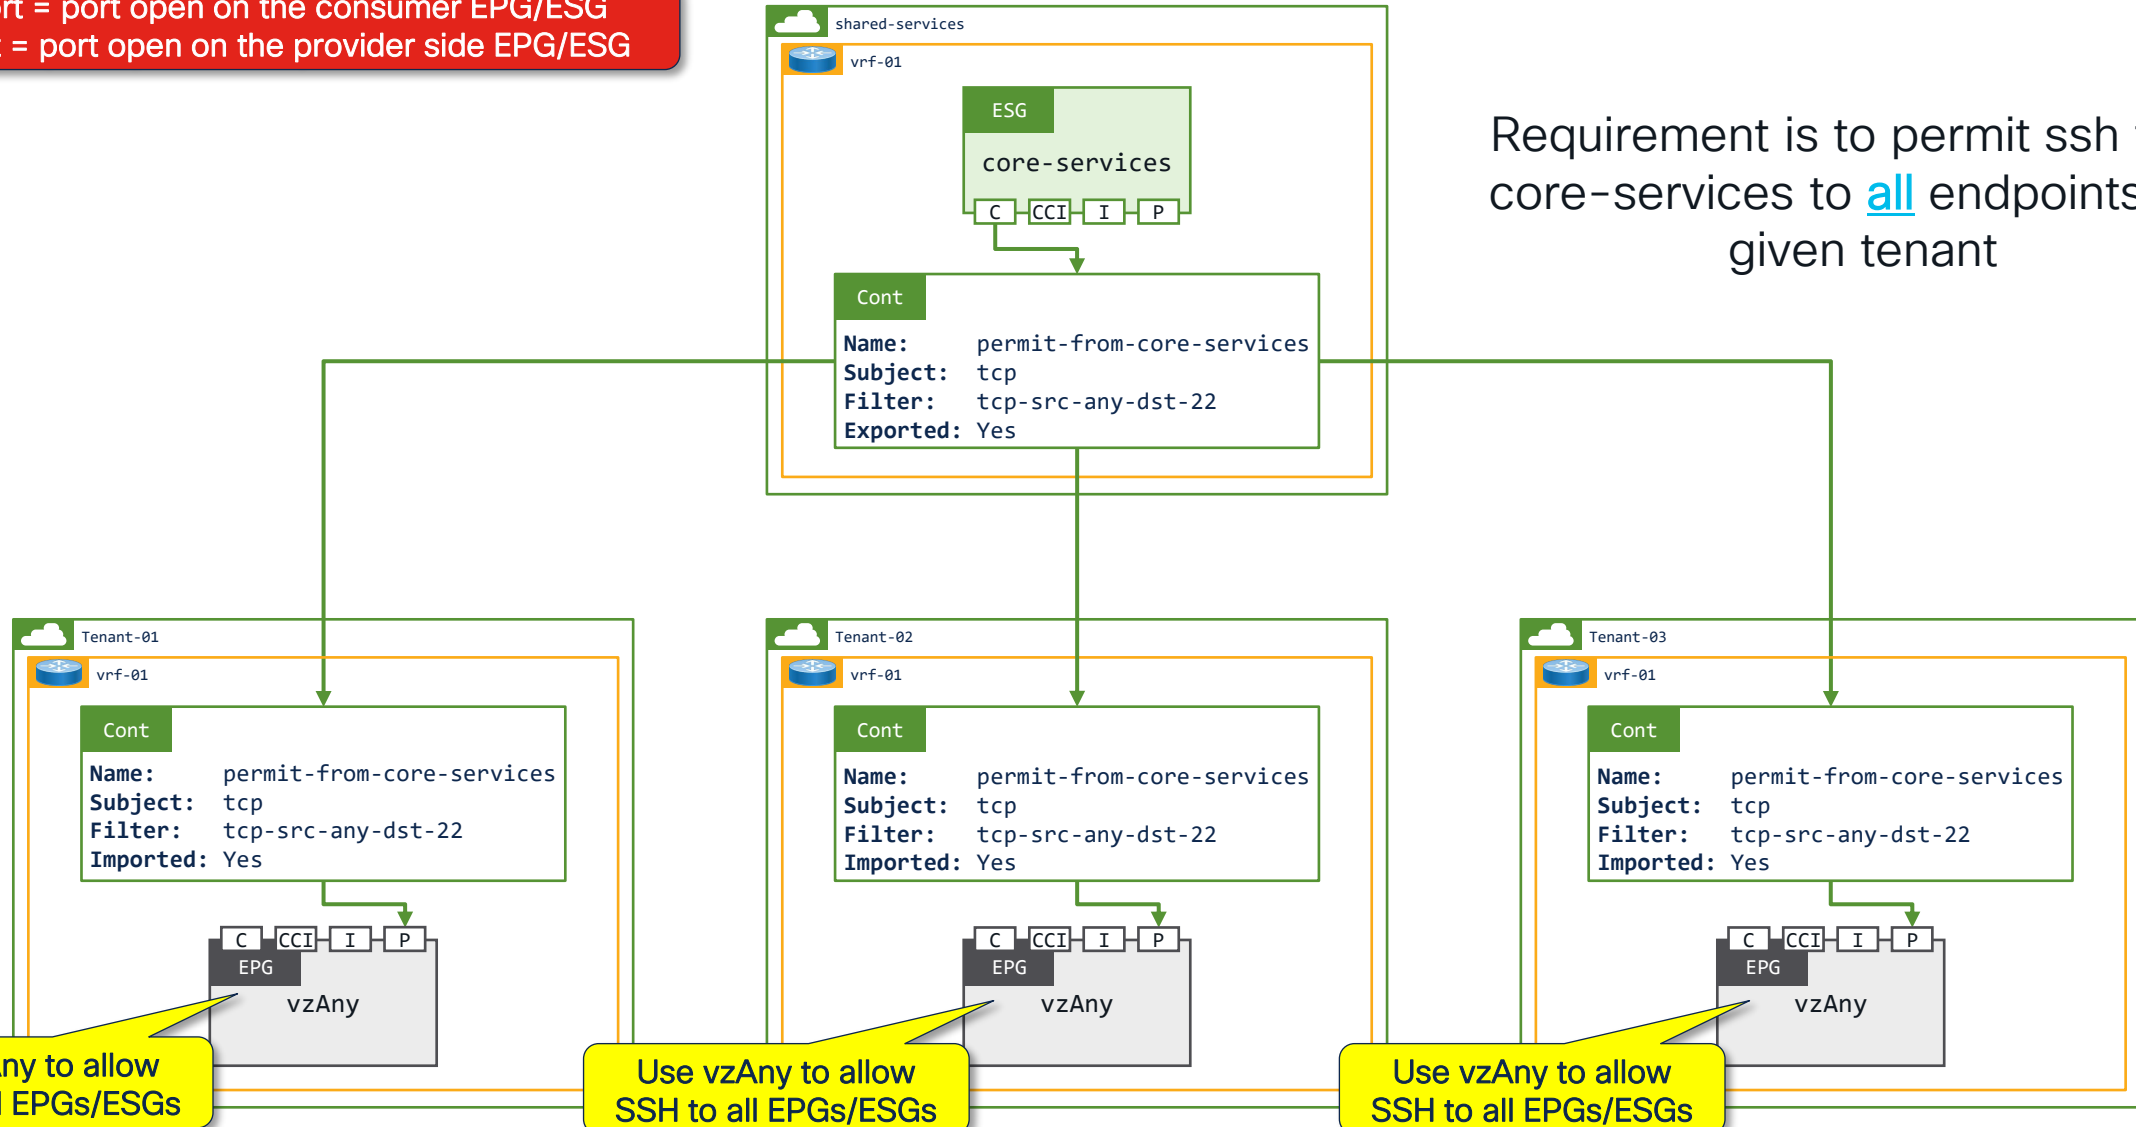 = port open on the consumer EPG/ESG
= port open on the provider side EPG/ESG
shared-services
vrf-01
ESG
core-services
C CCI I P
Requirement is to permit ssh
core-services to all endpoints
given tenant
Cont
Name: permit-from-core-services
Subject: tcp
Filter: tcp-src-any-dst-22
Exported: Yes
Tenant-01
vrf-01
Cont
Name: permit-from-core-services
Subject: tcp
Filter: tcp-src-any-dst-22
Imported: Yes
C CCI I P
EPG
vzAny
to allow
EPGs/ESGs
Tenant-02
vrf-01
Cont
Name: permit-from-core-services
Subject: tcp
Filter: tcp-src-any-dst-22
Imported: Yes
C CCI I P
EPG
vzAny
Use vzAny to allow
SSH to all EPGs/ESGs
Tenant-03
vrf-01
Cont
Name: permit-from-core-services
Subject: tcp
Filter: tcp-src-any-dst-22
Imported: Yes
C CCI I P
EPG
vzAny
Use vzAny to allow
SSH to all EPGs/ESGs